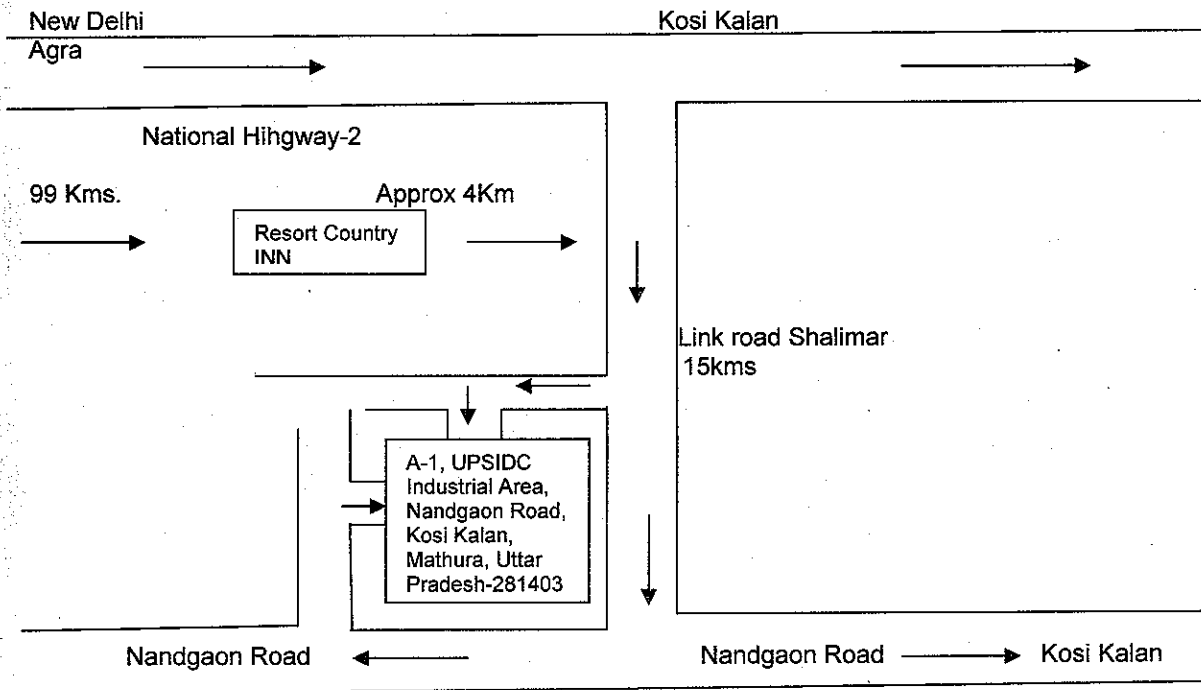 New Delhi
Kosi Kalan
Agra
National Hihgway-2
99 Kms.
Approx 4Km
Resort Country
INN
Link road Shalimar
15kms
A-1, UPSIDC
Industrial Area,
Nandgaon Road,
Kosi Kalan,
Mathura, Uttar
Pradesh-281403
Nandgaon Road
Nandgaon Road
Kosi Kalan